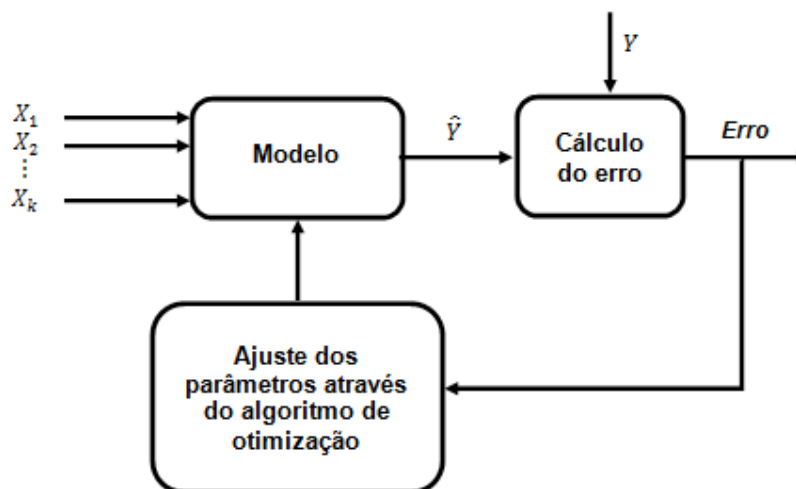 Y
X₁
X₂
⋮
Xₖ
Modelo
Ŷ
Cálculo
do erro
Erro
Ajuste dos
parâmetros através
do algoritmo de
otimização